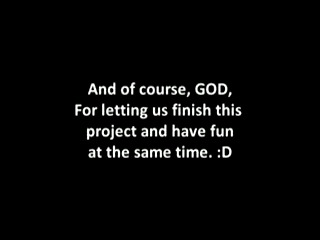 And of course, GOD,
For letting us finish this
project and have fun
at the same time. :D